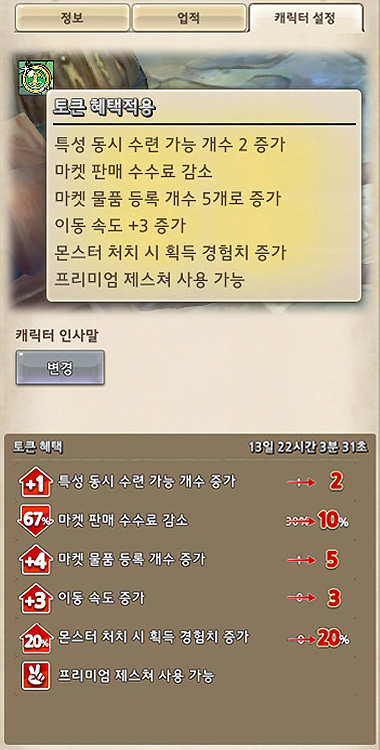 정보 업적 캐릭터 설정
토큰 혜택적용
특성 동시 수련 가능 개수 2 증가
마켓 판매 수수료 감소
마켓 물품 등록 개수 5개로 증가
이동 속도 +3 증가
몬스터 처치 시 획득 경험치 증가
프리미엄 제스쳐 사용 가능
캐릭터 인사말
변경
토큰 혜택 13일 22시간 3분 31초
+1 특성 동시 수련 가능 개수 증가 2
67% 마켓 판매 수수료 감소 30% 10%
+4 마켓 물품 등록 개수 증가 5
+3 이동 속도 증가 0 3
20% 몬스터 처치 시 획득 경험치 증가 0 20%
프리미엄 제스쳐 사용 가능